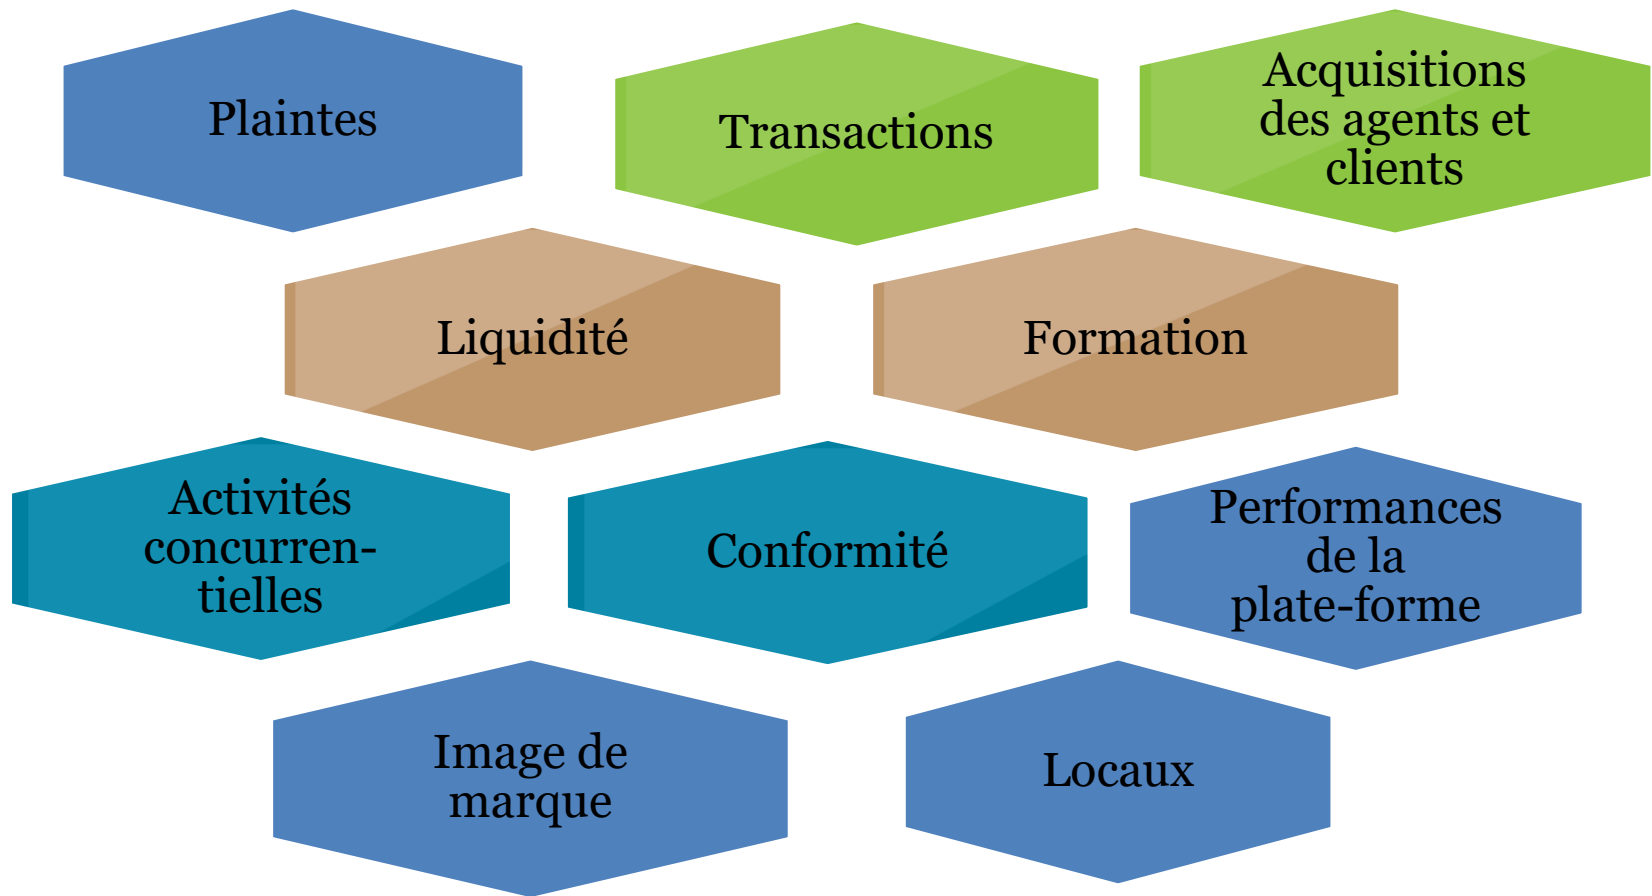 Plaintes
Transactions
Acquisitions
des agents et
clients
Liquidité
Formation
Activités
concurren-
tielles
Conformité
Performances
de la
plate-forme
Image de
marque
Locaux